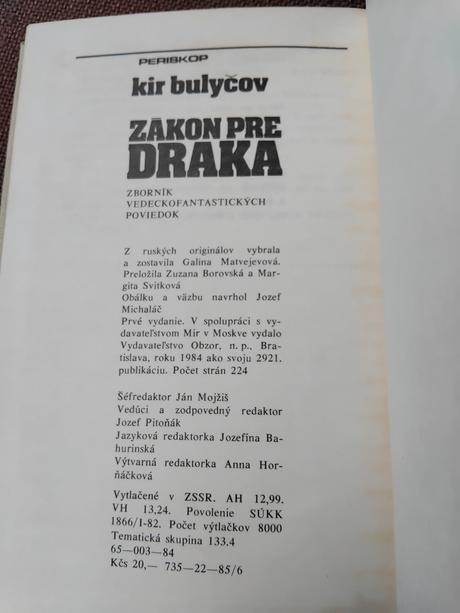 PERISKOP
kir bulyčov
ZÁKON PRE
DRAKA
ZBORNÍK
VEDECKOFANTASTICKÝCH
POVIEDOK
Z ruských originálov vybrala
a zostavila Galina Matvejevová.
Preložila Zuzana Borovská a Mar-
gita Svitková
Obálku a väzbu navrhol Jozef
Michaláč
Prvé vydanie. V spolupráci s vy-
davateľstvom Mir v Moskve vydalo
Vydavateľstvo Obzor, n. p., Bra-
tislava, roku 1984 ako svoju 2921.
publikáciu. Počet strán 224
Šéfredaktor Ján Mojžiš
Vedúci a zodpovedný redaktor
Jozef Pitoňák
Jazyková redaktorka Jozefína Ba-
hurinská
Výtvarná redaktorka Anna Hor-
ňáčková
Vytlačené v ZSSR. AH 12,99.
VH 13,24. Povolenie SÚKK
1866/I-82. Počet výtlačkov 8000
Tematická skupina 133.4
65—003—84
Kčs 20,— 735—22—85/6